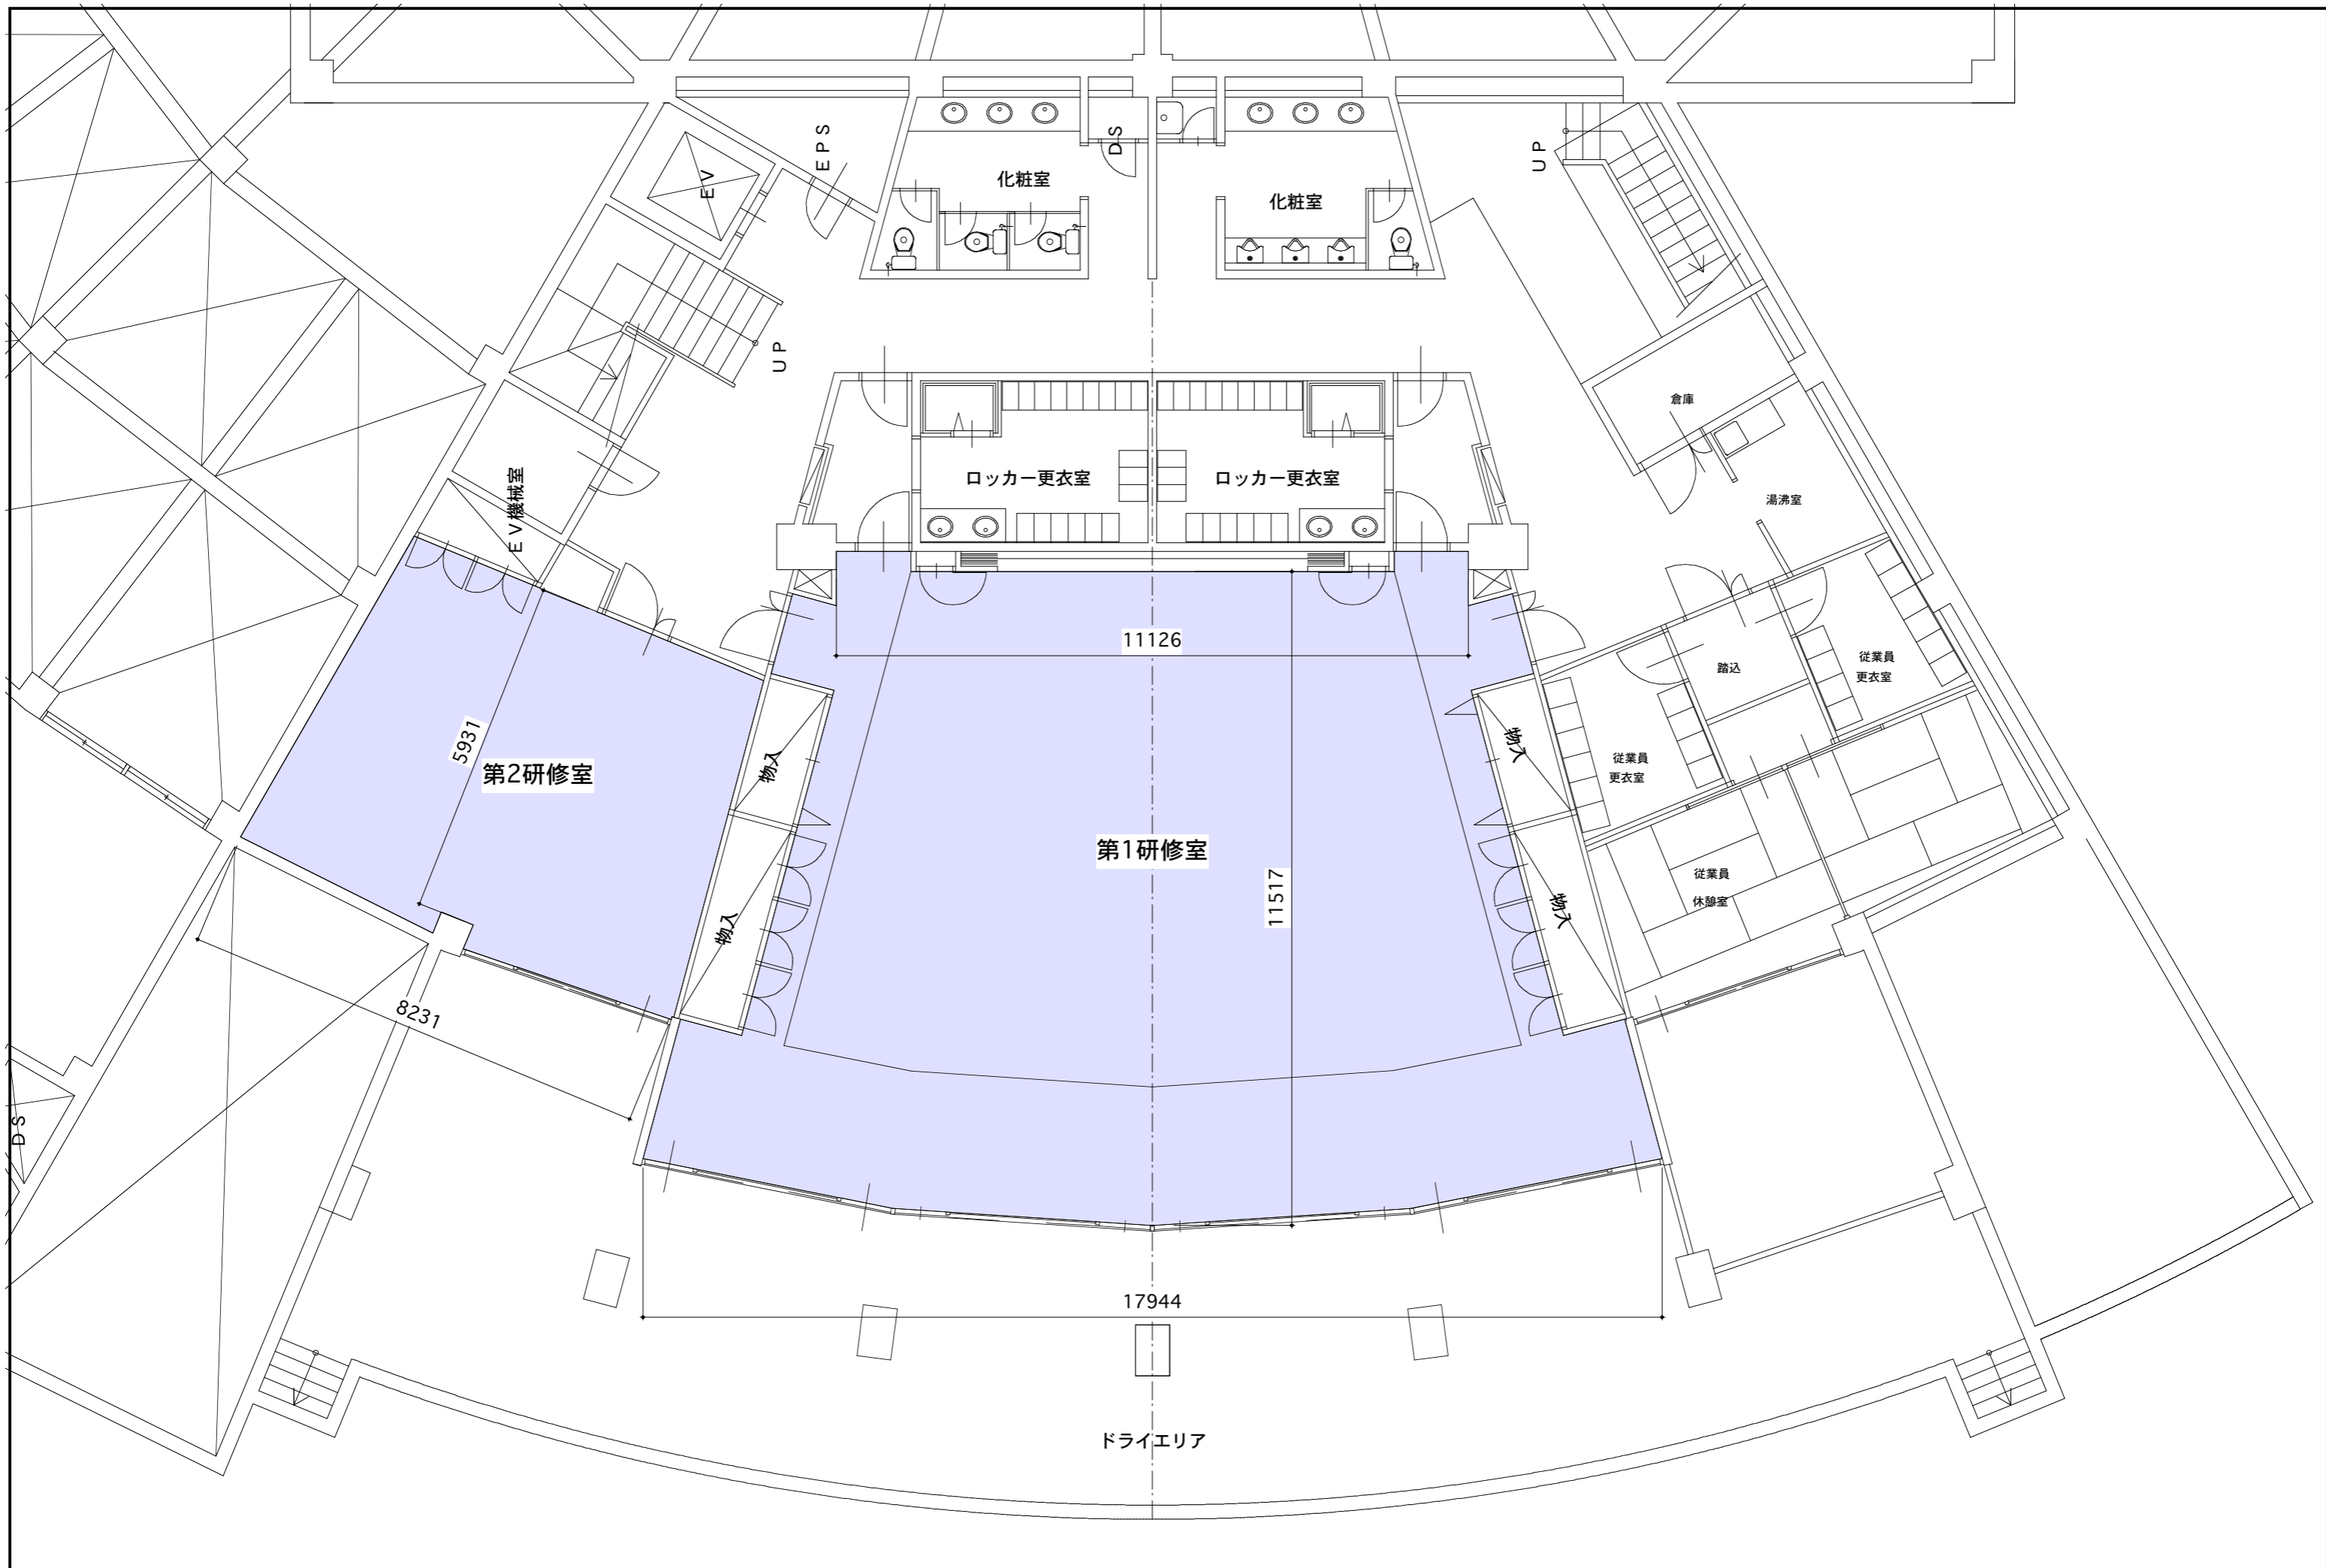 ＥＰＳ
ＤＳ
ＵＰ
ＥＶ
化粧室
化粧室
ＵＰ
倉庫
ロッカー更衣室
ロッカー更衣室
ＥＶ機械室
湯沸室
11126
従業員
更衣室
踏込
5931
第2研修室
物入
物入
従業員
更衣室
第1研修室
11517
従業員
休憩室
物入
物入
8231
ＤＳ
17944
ドライエリア